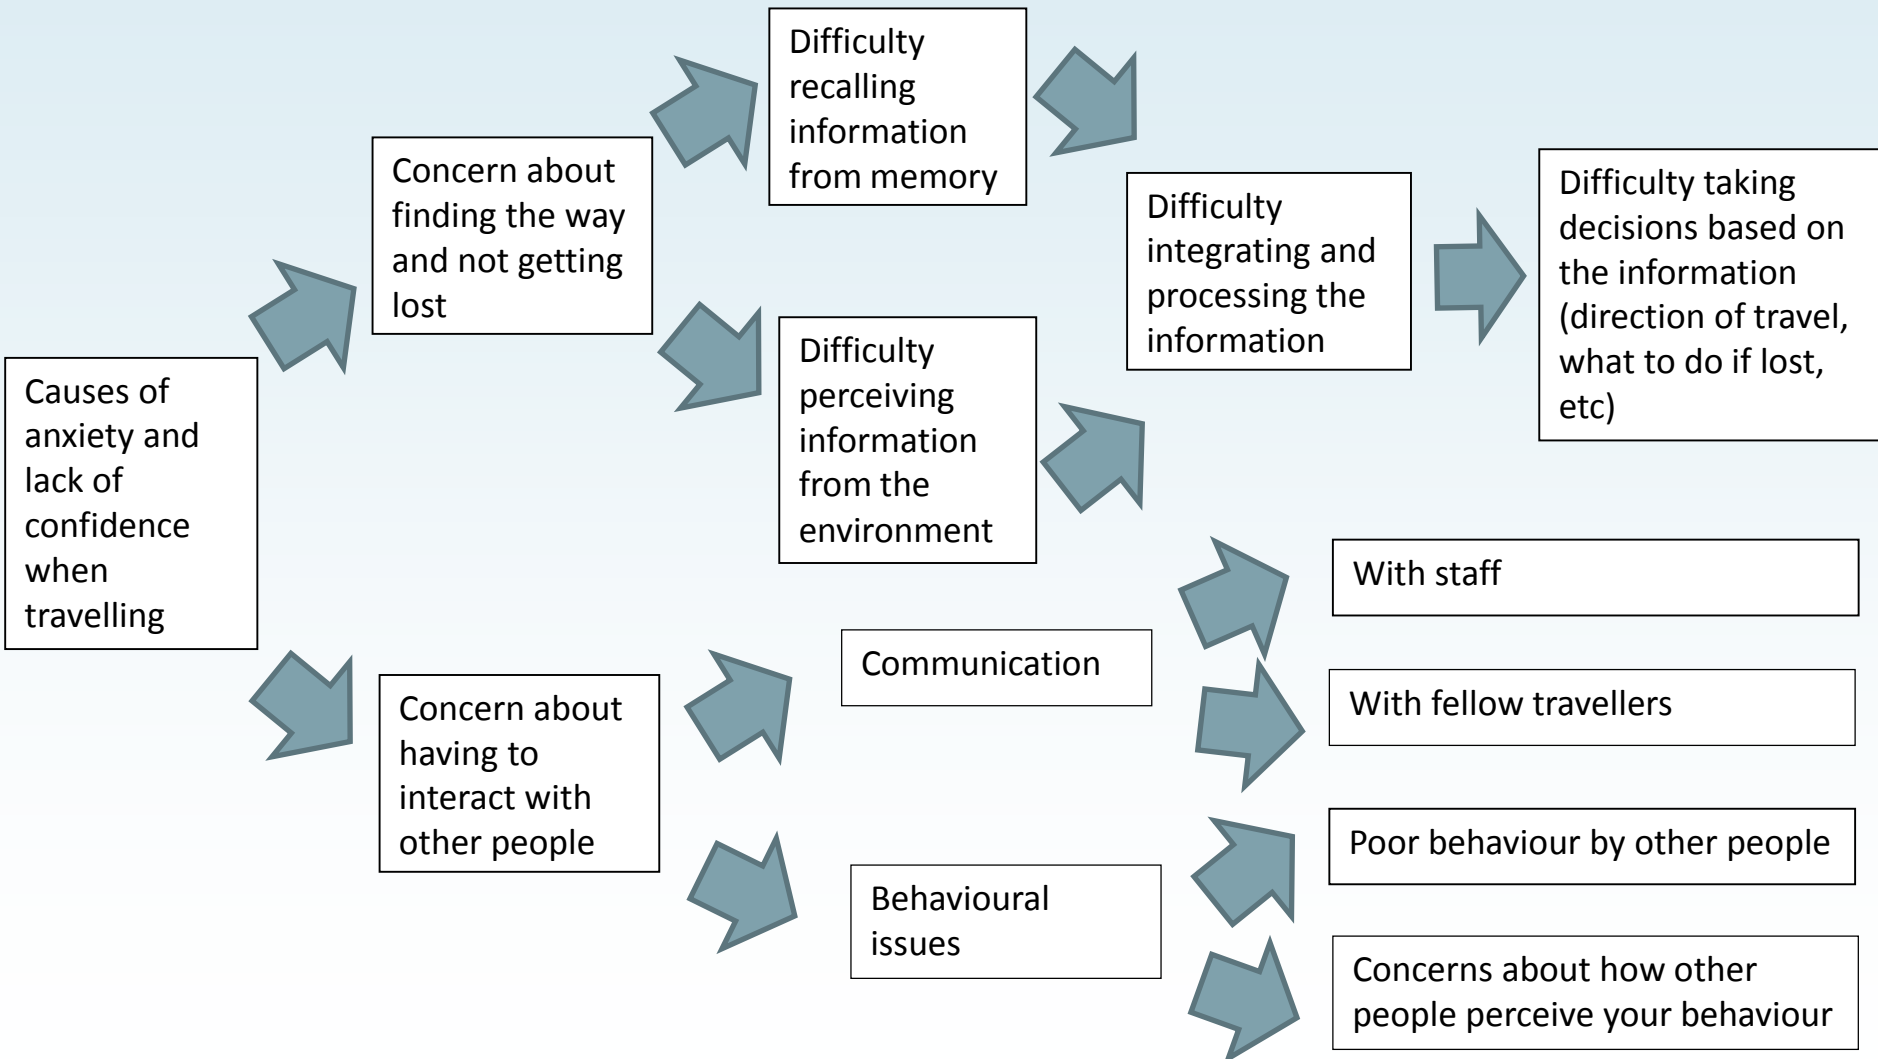 Causes of
anxiety and
lack of
confidence
when
travelling
Concern about
finding the way
and not getting
lost
Difficulty
recalling
information
from memory
Difficulty
perceiving
information
from the
environment
Difficulty
integrating and
processing the
information
Difficulty taking
decisions based on
the information
(direction of travel,
what to do if lost,
etc)
Concern about
having to
interact with
other people
Communication
With staff
With fellow travellers
Behavioural
issues
Poor behaviour by other people
Concerns about how other
people perceive your behaviour